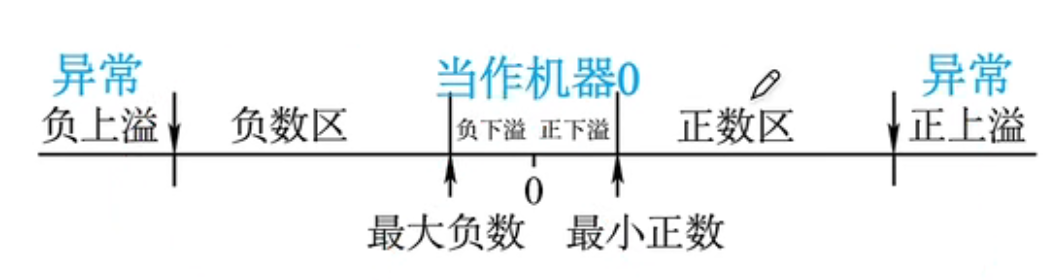 异常 当作机器0 异常
负上溢 负数区 负下溢 正下溢 正数区 正上溢
0
最大负数 最小正数